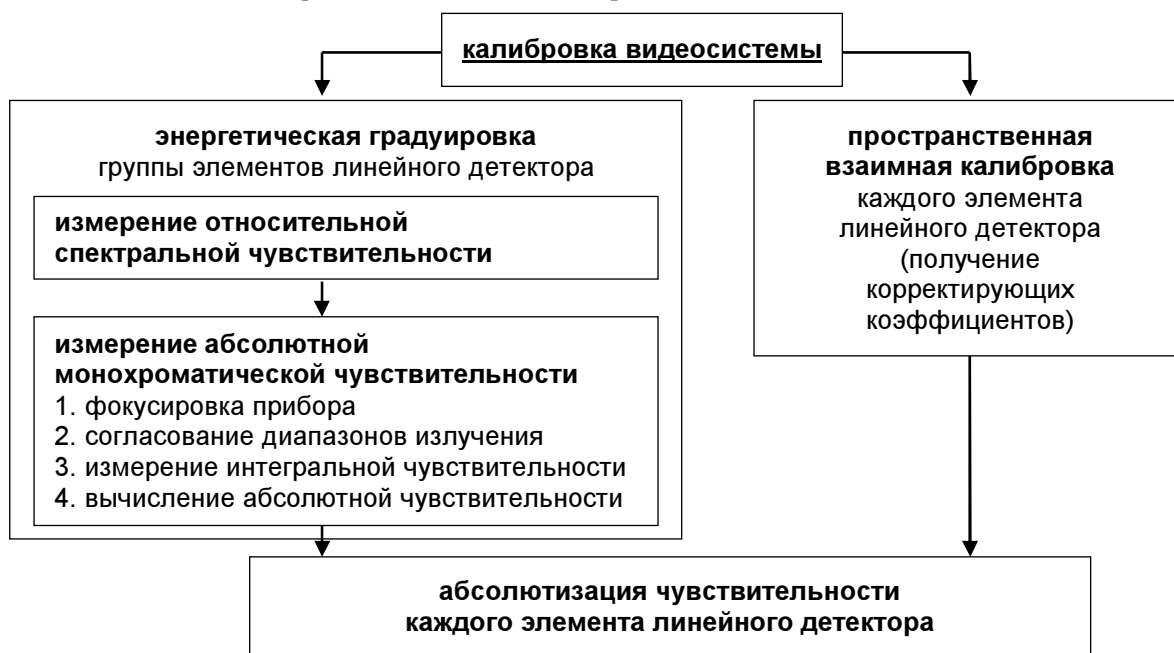 калибровка видеосистемы
энергетическая градуировка
группы элементов линейного детектора
измерение относительной
спектральной чувствительности
измерение абсолютной
монохроматической чувствительности
1. фокусировка прибора
2. согласование диапазонов излучения
3. измерение интегральной чувствительности
4. вычисление абсолютной чувствительности
пространственная
взаимная калибровка
каждого элемента
линейного детектора
(получение
корректирующих
коэффициентов)
абсолютизация чувствительности
каждого элемента линейного детектора